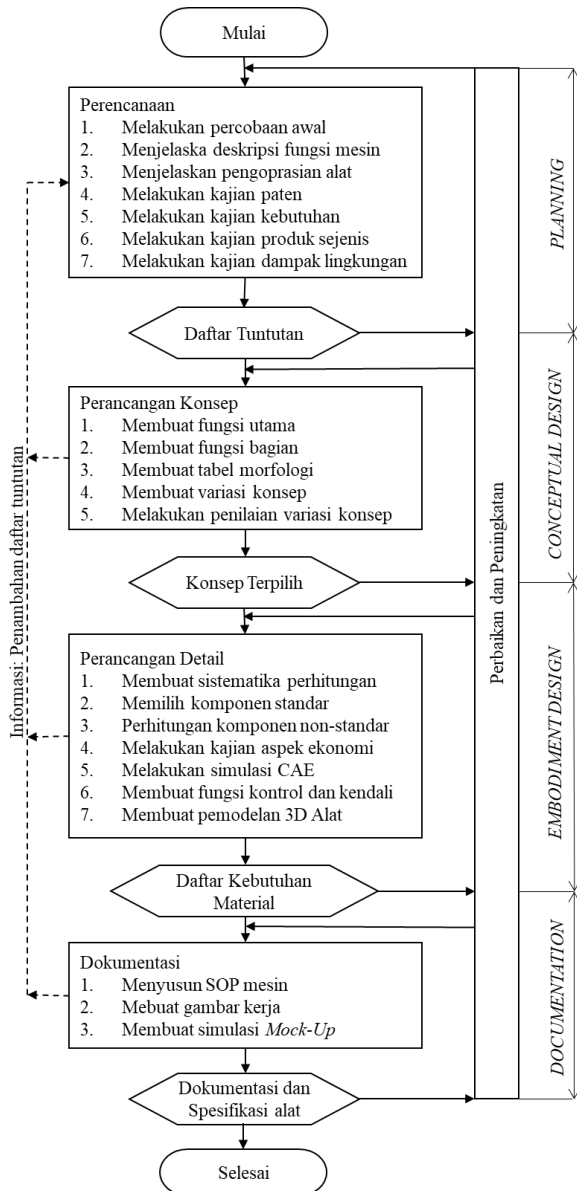 Mulai
Perencanaan
1. Melakukan percobaan awal
2. Menjelaska deskripsi fungsi mesin
3. Menjelaskan pengoprasian alat
4. Melakukan kajian paten
5. Melakukan kajian kebutuhan
6. Melakukan kajian produk sejenis
7. Melakukan kajian dampak lingkungan
Daftar Tuntutan
Perancangan Konsep
1. Membuat fungsi utama
2. Membuat fungsi bagian
3. Membuat tabel morfologi
4. Membuat variasi konsep
5. Melakukan penilaian variasi konsep
Konsep Terpilih
Perancangan Detail
1. Membuat sistematika perhitungan
2. Memilih komponen standar
3. Perhitungan komponen non-standar
4. Melakukan kajian aspek ekonomi
5. Melakukan simulasi CAE
6. Membuat fungsi kontrol dan kendali
7. Membuat pemodelan 3D Alat
Daftar Kebutuhan
Material
Dokumentasi
1. Menyusun SOP mesin
2. Mebuat gambar kerja
3. Membuat simulasi Mock-Up
Dokumentasi dan
Spesifikasi alat
Selesai
Informasi: Penambahan daftar tuntutan
Perbaikan dan Peningkatan
PLANNING
CONCEPTUAL DESIGN
EMBODIMENT DESIGN
DOCUMENTATION